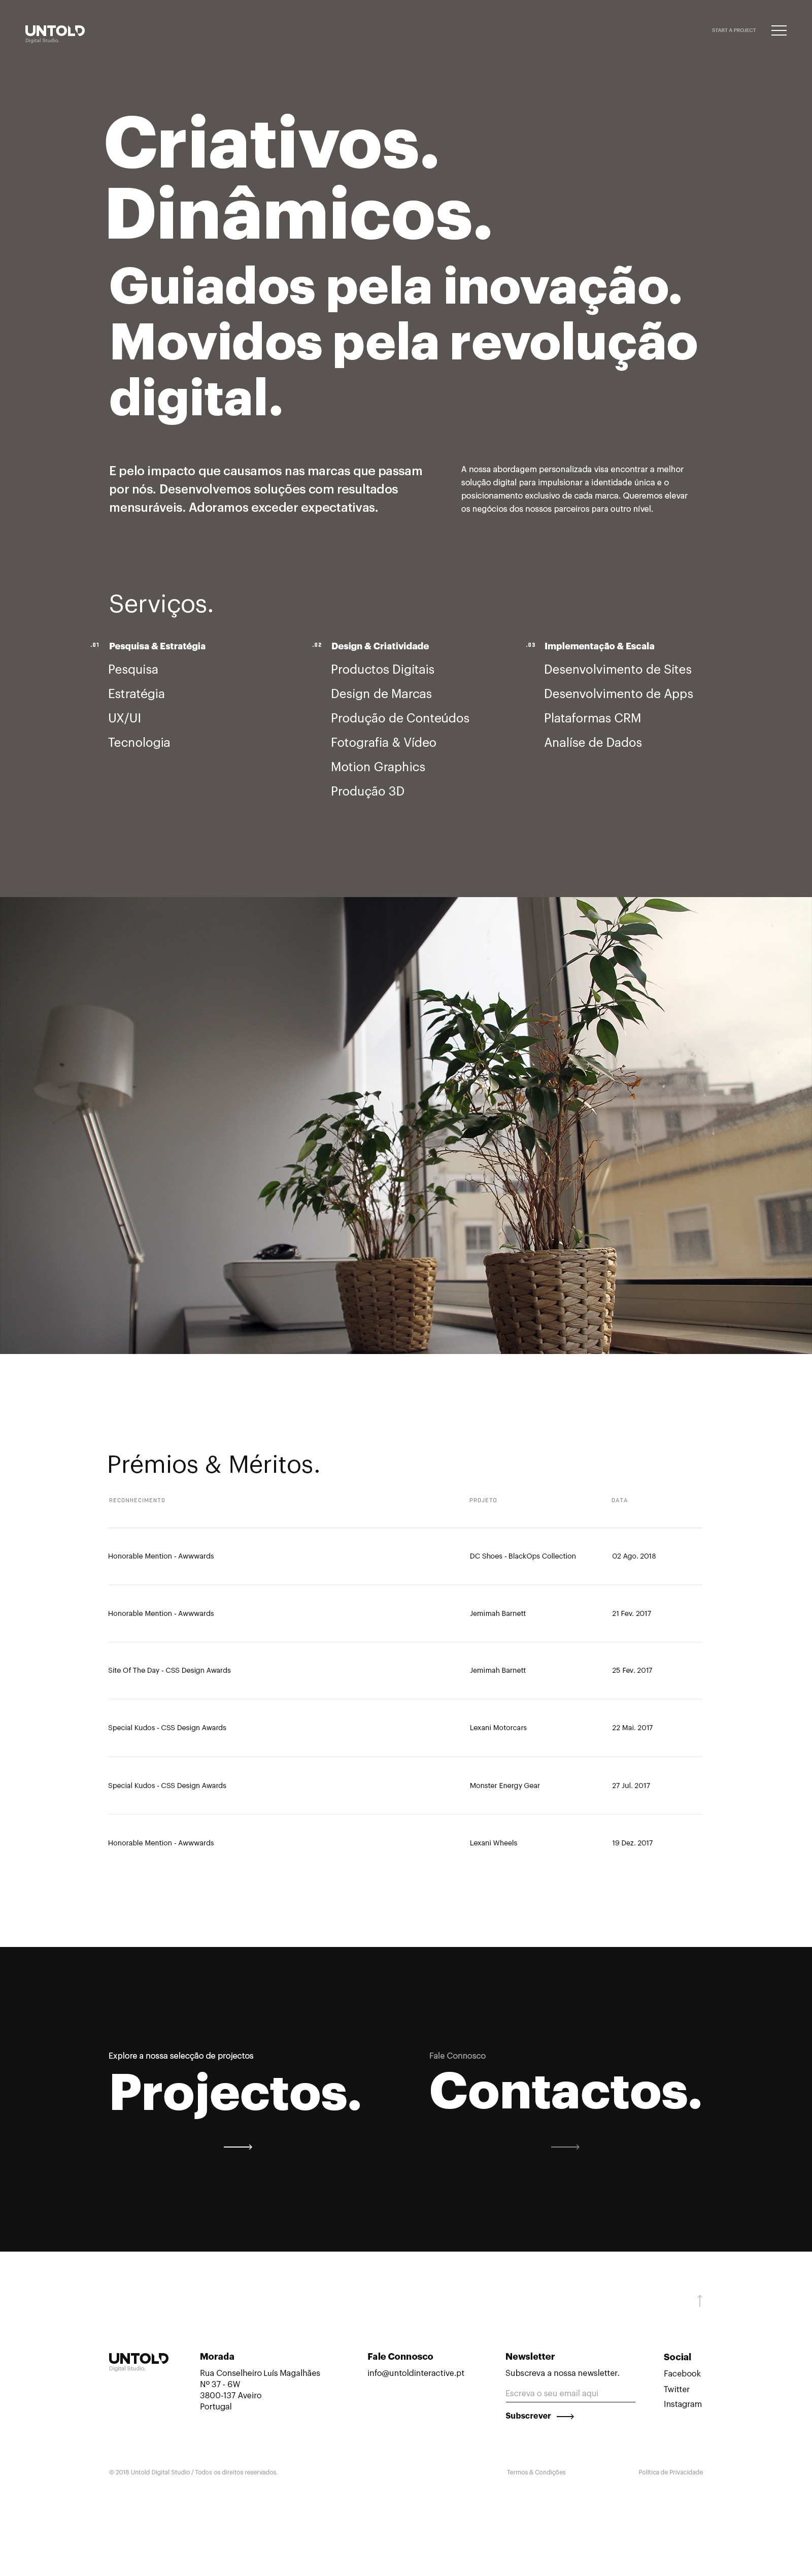 UNTOLD
Digital Studio.
START A PROJECT
Criativos.
Dinâmicos.
Guiados pela inovação.
Movidos pela revolução
digital.
E pelo impacto que causamos nas marcas que passam
por nós. Desenvolvemos soluções com resultados
mensuráveis. Adoramos exceder expectativas.
A nossa abordagem personalizada visa encontrar a melhor
solução digital para impulsionar a identidade única e o
posicionamento exclusivo de cada marca. Queremos elevar
os negócios dos nossos parceiros para outro nível.
Serviços.
.01 Pesquisa & Estratégia
Pesquisa
Estratégia
UX/UI
Tecnologia
.02 Design & Criatividade
Productos Digitais
Design de Marcas
Produção de Conteúdos
Fotografia & Vídeo
Motion Graphics
Produção 3D
.03 Implementação & Escala
Desenvolvimento de Sites
Desenvolvimento de Apps
Plataformas CRM
Analíse de Dados
Prémios & Méritos.
RECONHECIMENTO PROJETO DATA
Honorable Mention - Awwwards DC Shoes - BlackOps Collection 02 Ago. 2018
Honorable Mention - Awwwards Jemimah Barnett 21 Fev. 2017
Site Of The Day - CSS Design Awards Jemimah Barnett 25 Fev. 2017
Special Kudos - CSS Design Awards Lexani Motorcars 22 Mai. 2017
Special Kudos - CSS Design Awards Monster Energy Gear 27 Jul. 2017
Honorable Mention - Awwwards Lexani Wheels 19 Dez. 2017
Explore a nossa selecção de projectos
Projectos.
Fale Connosco
Contactos.
UNTOLD
Digital Studio.
Morada
Rua Conselheiro Luís Magalhães
Nº 37 - 6W
3800-137 Aveiro
Portugal
Fale Connosco
info@untoldinteractive.pt
Newsletter
Subscreva a nossa newsletter.
Escreva o seu email aqui
Subscrever
Social
Facebook
Twitter
Instagram
© 2018 Untold Digital Studio / Todos os direitos reservados.
Termos & Condições
Política de Privacidade